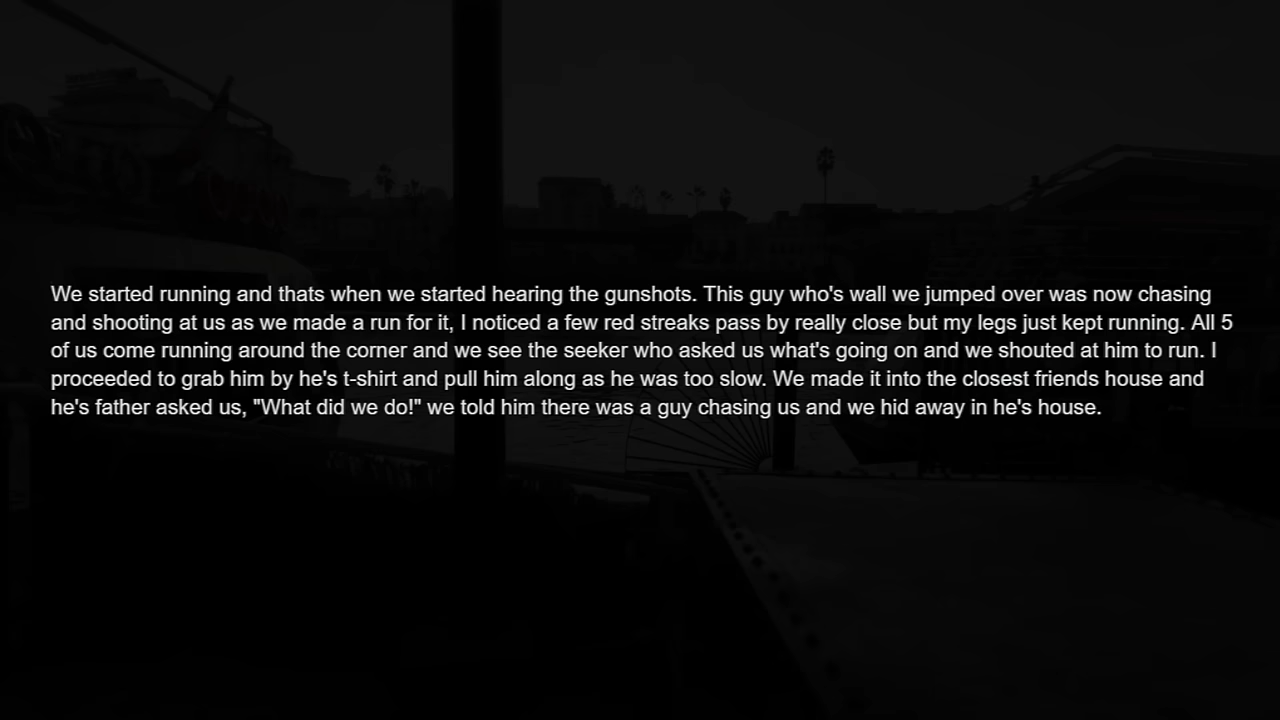 We started running and thats when we started hearing the gunshots. This guy who's wall we jumped over was now chasing
and shooting at us as we made a run for it, I noticed a few red streaks pass by really close but my legs just kept running. All 5
of us come running around the corner and we see the seeker who asked us what's going on and we shouted at him to run. I
proceeded to grab him by he's t-shirt and pull him along as he was too slow. We made it into the closest friends house and
he's father asked us, "What did we do!" we told him there was a guy chasing us and we hid away in he's house.